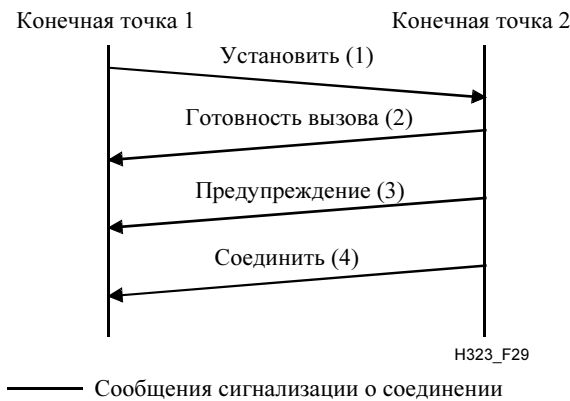 Конечная точка 1
Конечная точка 2
Установить (1)
Готовность вызова (2)
Предупреждение (3)
Соединить (4)
H323_F29
Сообщения сигнализации о соединении